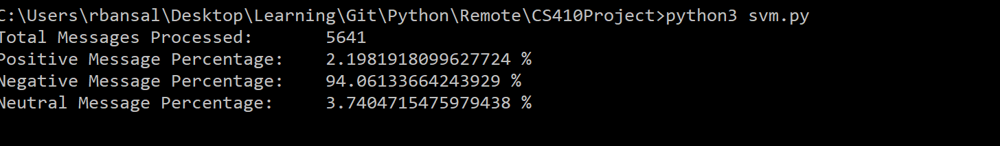 C:\Users\rbansal\Desktop\Learning\Git\Python\Remote\CS410Project>python3 svm.py
Total Messages Processed: 5641
Positive Message Percentage: 2.1981918099627724 %
Negative Message Percentage: 94.06133664243929 %
Neutral Message Percentage: 3.7404715475979438 %